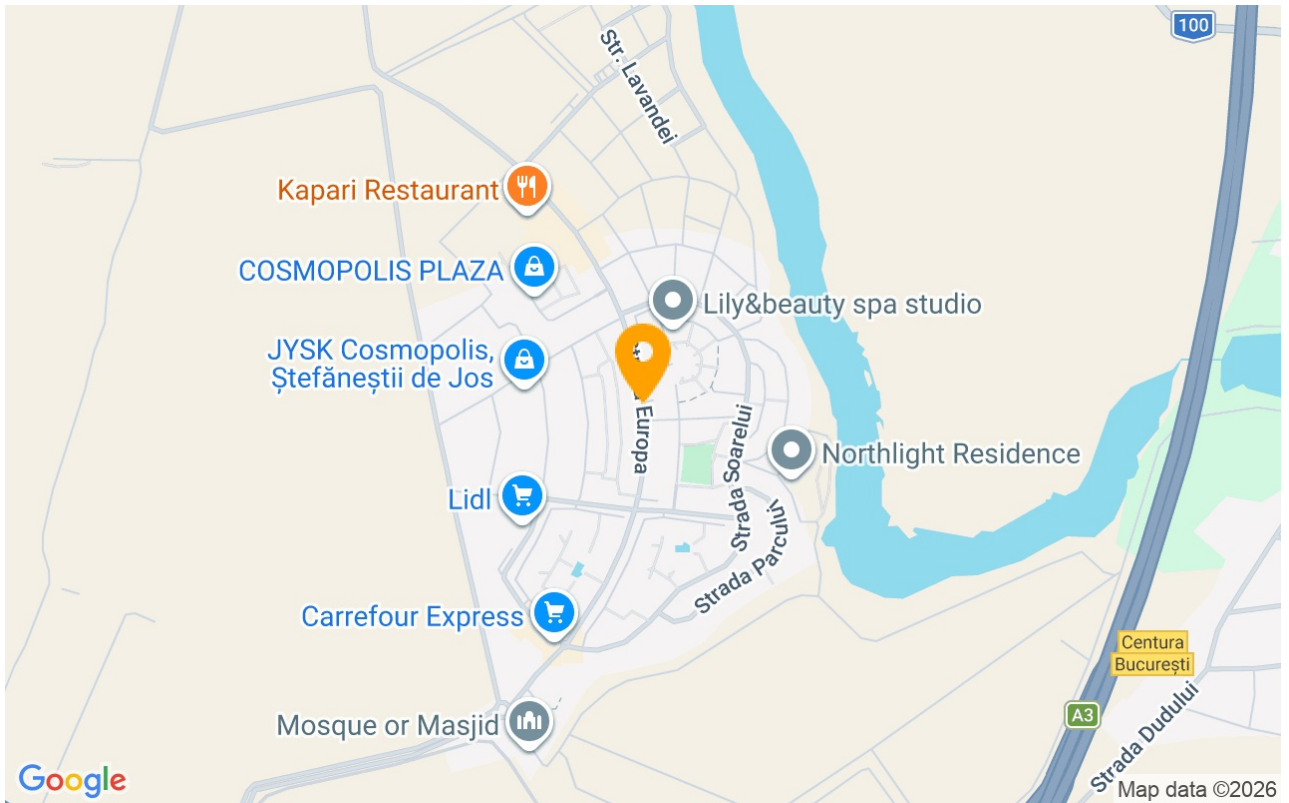 100
Str. Lavandei
Kapari Restaurant
COSMOPOLIS PLAZA
Lily&beauty spa studio
JYSK Cosmopolis,
Ștefăneștii de Jos
Europa
Strada Soarelui
Northlight Residence
Lidl
Strada Parcului
Carrefour Express
Centura
București
A3
Mosque or Masjid
Strada Dudului
Google
Map data ©2026